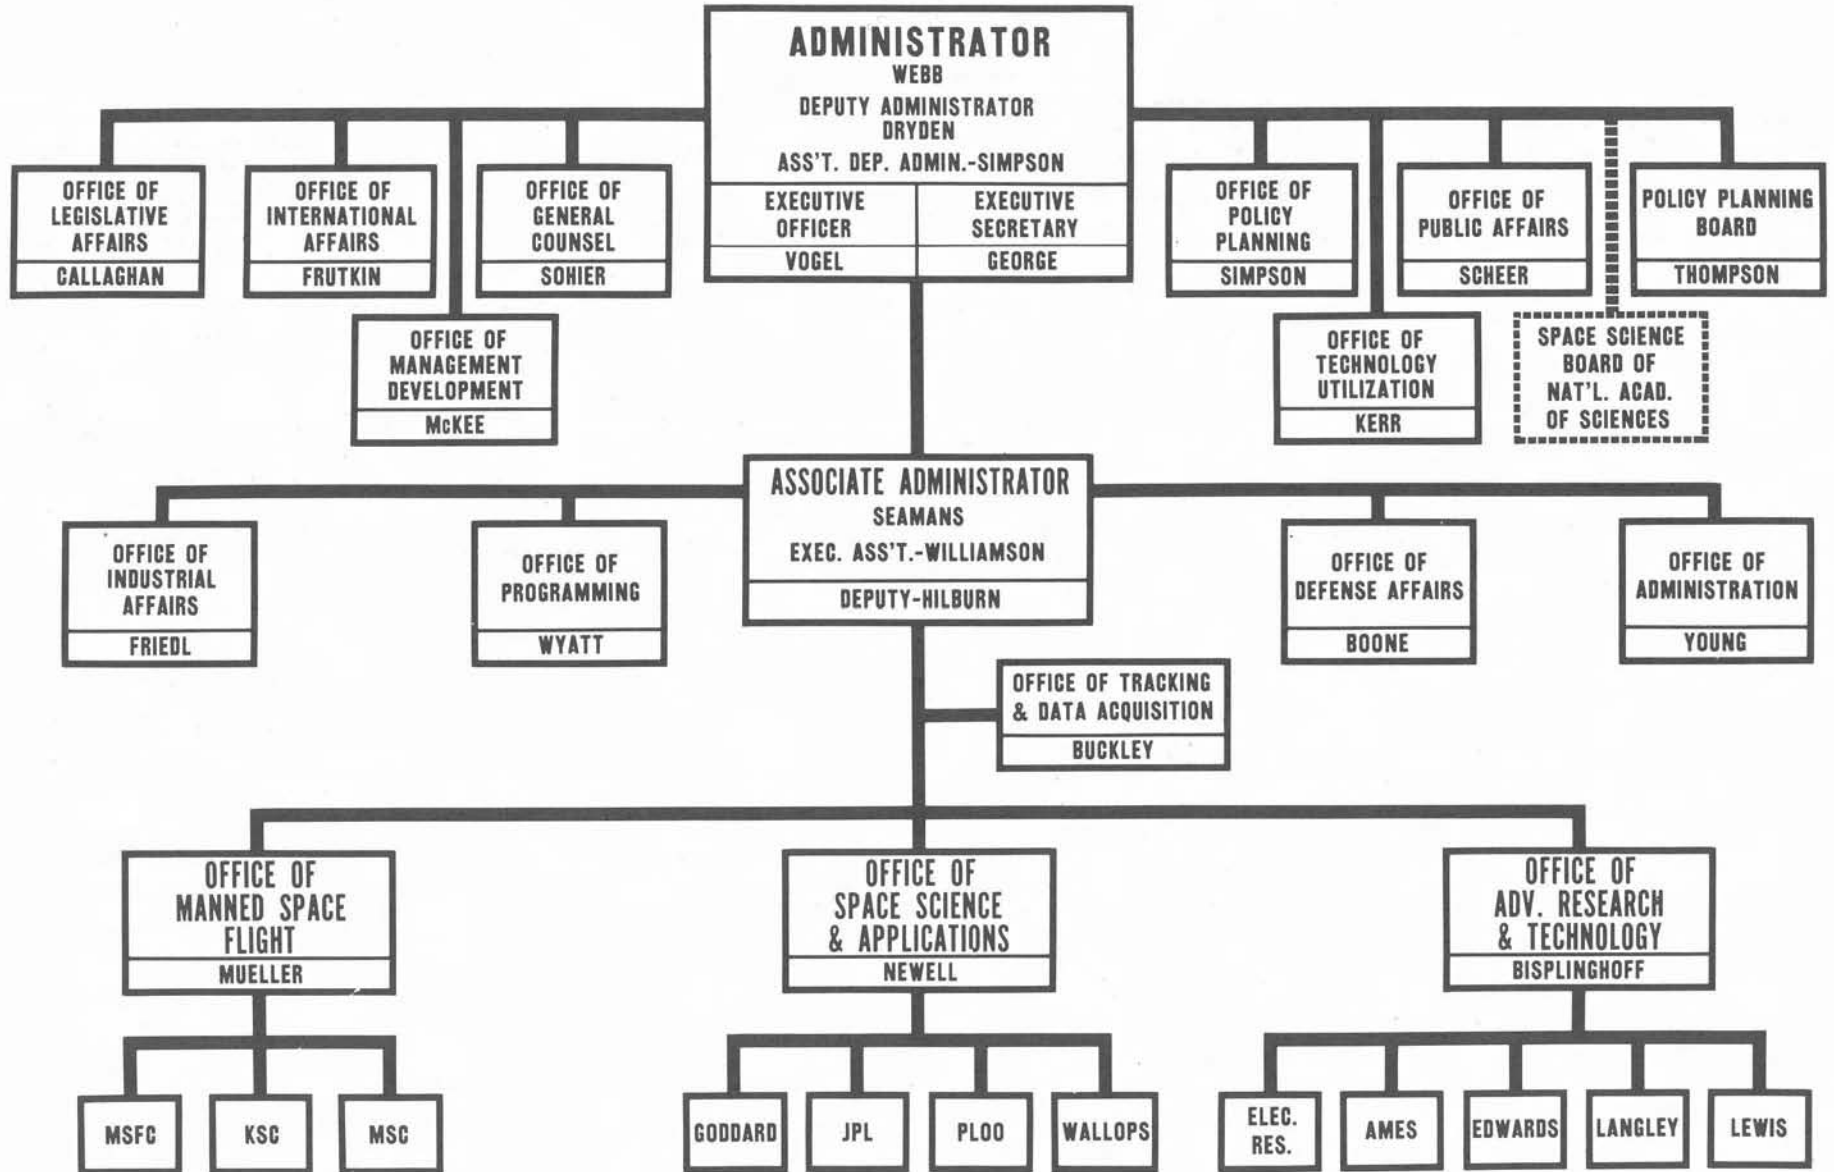 ADMINISTRATOR
WEBB
DEPUTY ADMINISTRATOR
DRYDEN
ASS'T. DEP. ADMIN.-SIMPSON
EXECUTIVE
OFFICER
VOGEL
EXECUTIVE
SECRETARY
GEORGE
OFFICE OF
LEGISLATIVE
AFFAIRS
CALLAGHAN
OFFICE OF
INTERNATIONAL
AFFAIRS
FRUTKIN
OFFICE OF
GENERAL
COUNSEL
SOHIER
OFFICE OF
POLICY
PLANNING
SIMPSON
OFFICE OF
PUBLIC AFFAIRS
SCHEER
POLICY PLANNING
BOARD
THOMPSON
OFFICE OF
MANAGEMENT
DEVELOPMENT
McKEE
OFFICE OF
TECHNOLOGY
UTILIZATION
KERR
SPACE SCIENCE
BOARD OF
NAT'L. ACAD.
OF SCIENCES
ASSOCIATE ADMINISTRATOR
SEAMANS
EXEC. ASS'T.-WILLIAMSON
DEPUTY-HILBURN
OFFICE OF
INDUSTRIAL
AFFAIRS
FRIEDL
OFFICE OF
PROGRAMMING
WYATT
OFFICE OF
DEFENSE AFFAIRS
BOONE
OFFICE OF
ADMINISTRATION
YOUNG
OFFICE OF TRACKING
& DATA ACQUISITION
BUCKLEY
OFFICE OF
MANNED SPACE
FLIGHT
MUELLER
OFFICE OF
SPACE SCIENCE
& APPLICATIONS
NEWELL
OFFICE OF
ADV. RESEARCH
& TECHNOLOGY
BISPLINGHOFF
MSFC
KSC
MSC
GODDARD
JPL
PLOO
WALLOPS
ELEC.
RES.
AMES
EDWARDS
LANGLEY
LEWIS